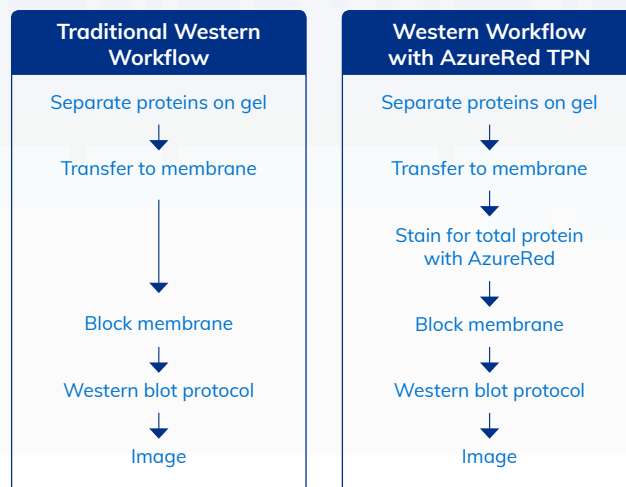 Traditional Western
Workflow
Separate proteins on gel
Transfer to membrane
Block membrane
Western blot protocol
Image
Western Workflow
with AzureRed TPN
Separate proteins on gel
Transfer to membrane
Stain for total protein
with AzureRed
Block membrane
Western blot protocol
Image